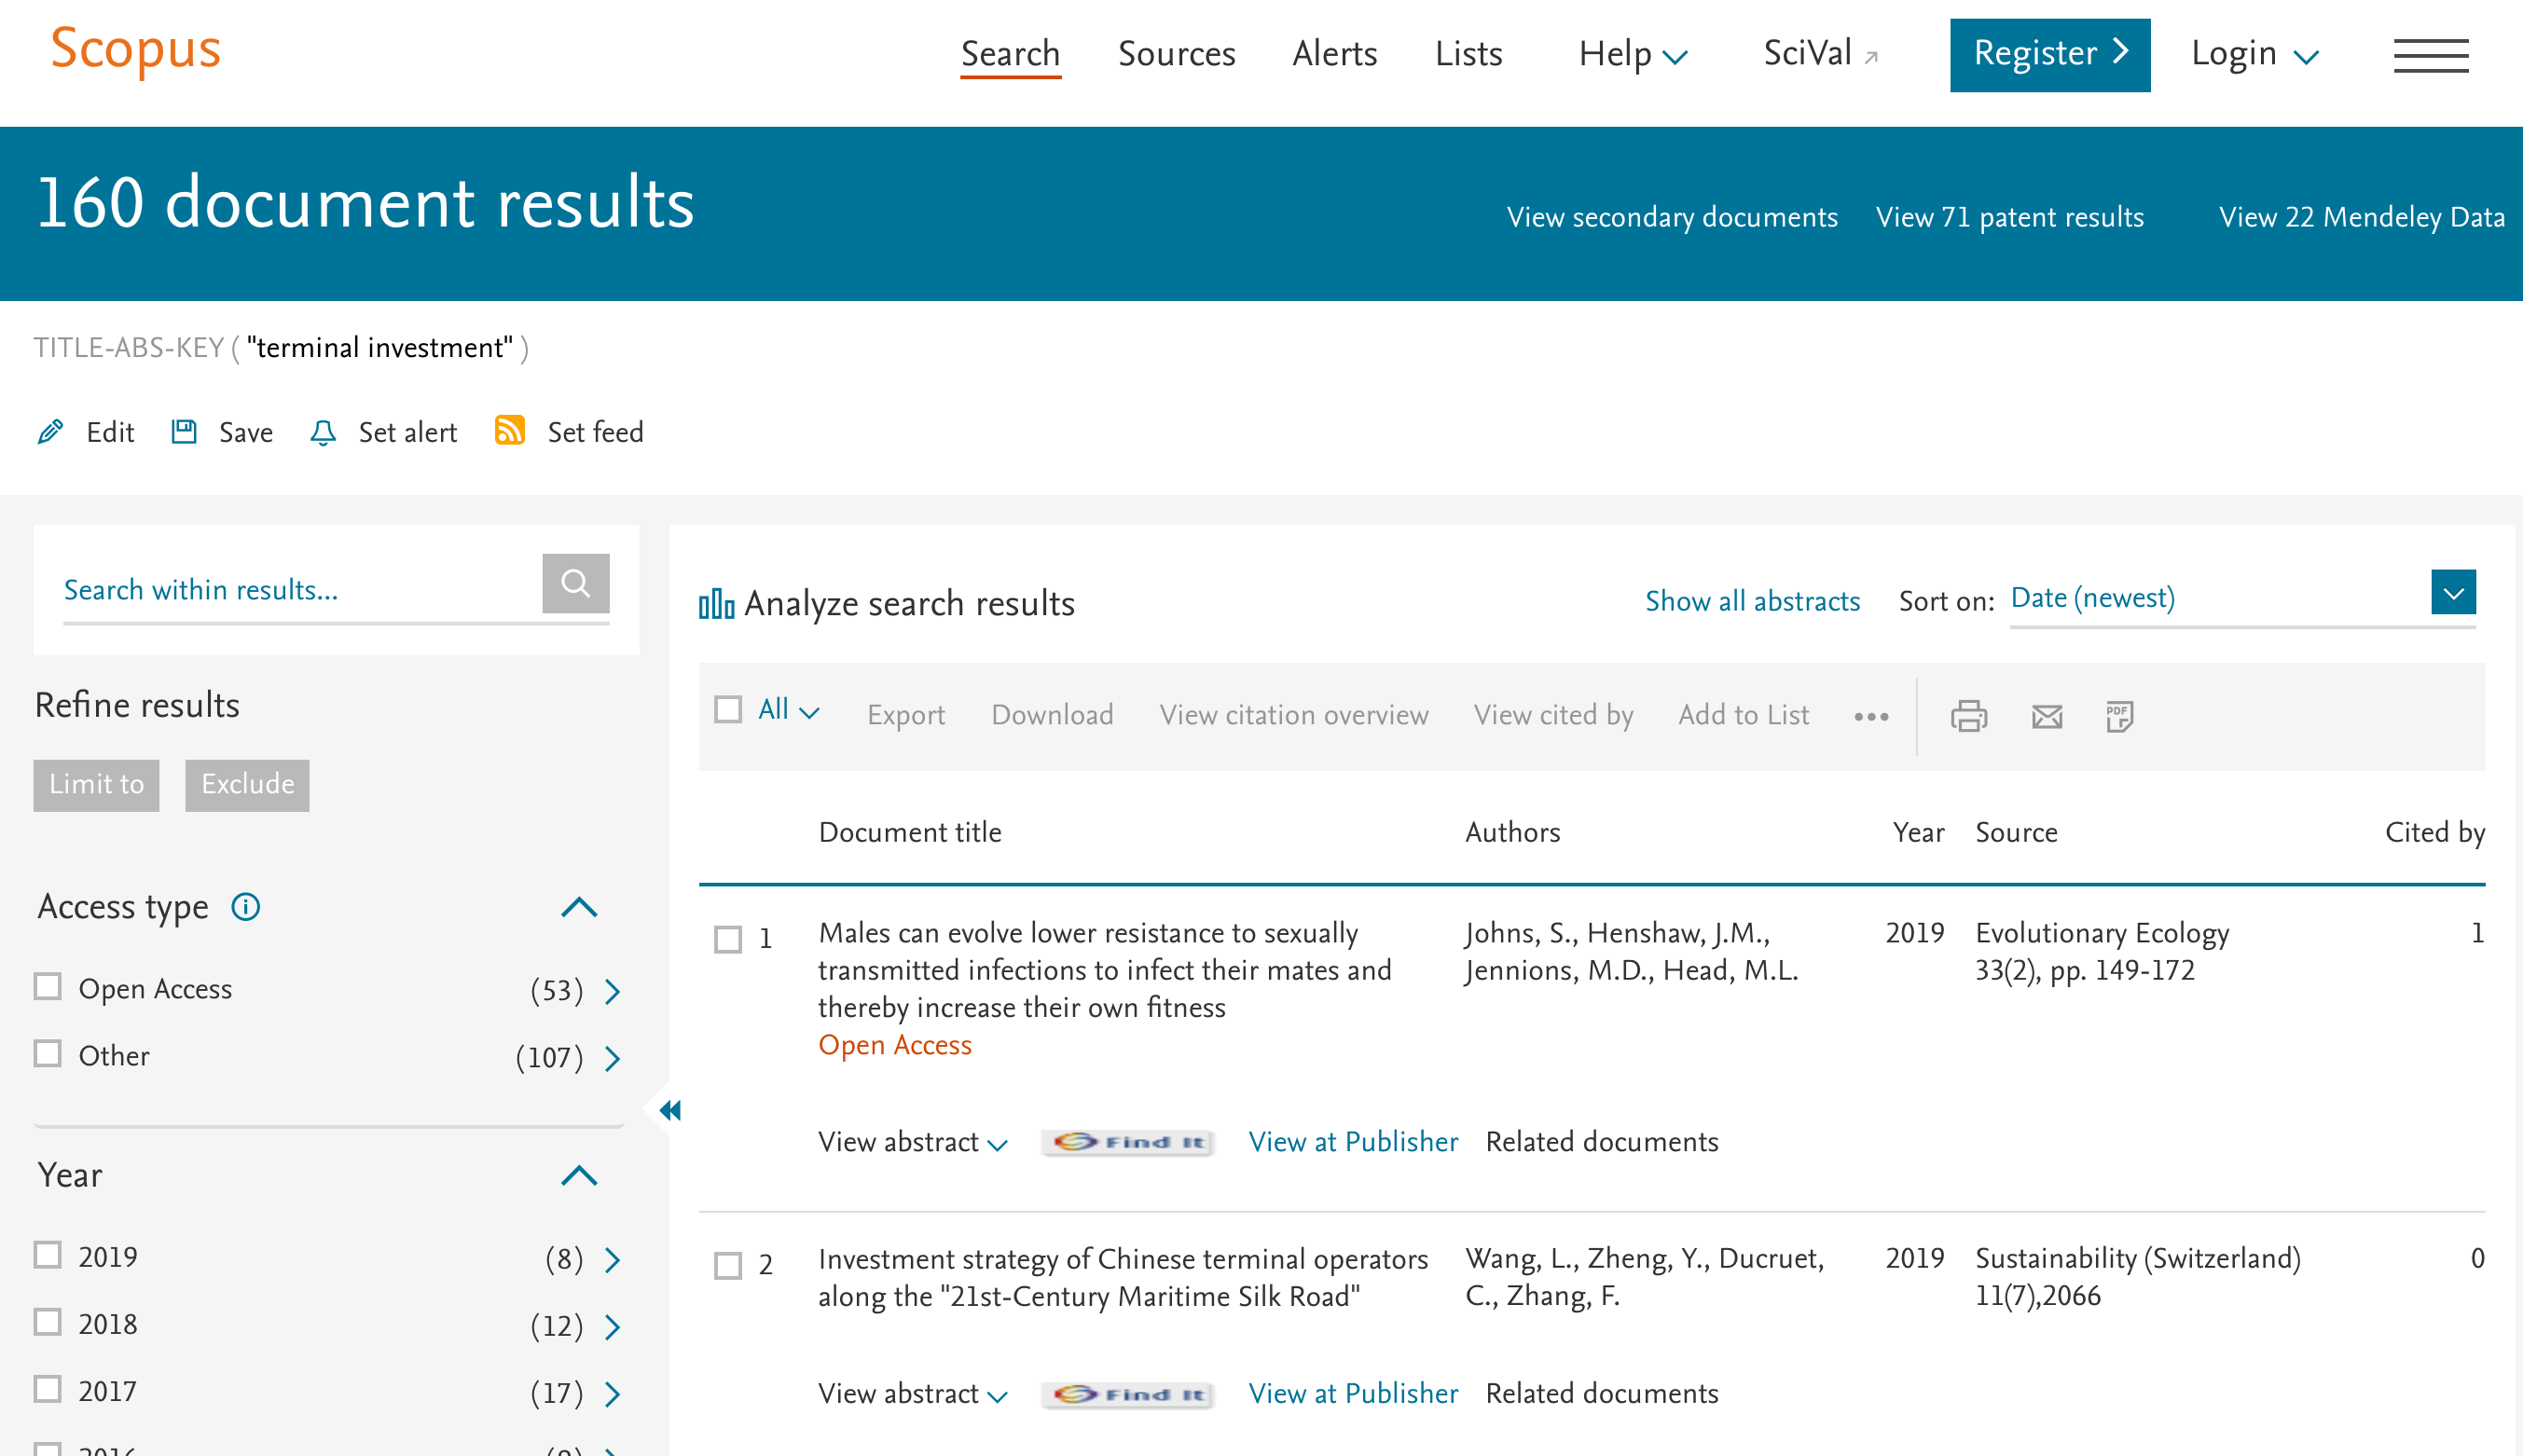 Scopus
Search Sources Alerts Lists Help SciVal Register Login
160 document results
View secondary documents View 71 patent results View 22 Mendeley Data
TITLE-ABS-KEY ( "terminal investment" )
Edit Save Set alert Set feed
Search within results...
Refine results
Limit to Exclude
Access type
Open Access (53)
Other (107)
Year
2019 (8)
2018 (12)
2017 (17)
Analyze search results
Show all abstracts Sort on: Date (newest)
All Export Download View citation overview View cited by Add to List ••• PDF
Document title Authors Year Source Cited by
1 Males can evolve lower resistance to sexually Johns, S., Henshaw, J.M., 2019 Evolutionary Ecology 1
transmitted infections to infect their mates and Jennions, M.D., Head, M.L. 33(2), pp. 149-172
thereby increase their own fitness
Open Access
View abstract Find It View at Publisher Related documents
2 Investment strategy of Chinese terminal operators Wang, L., Zheng, Y., Ducruet, 2019 Sustainability (Switzerland) 0
along the "21st-Century Maritime Silk Road" C., Zhang, F. 11(7),2066
View abstract Find It View at Publisher Related documents